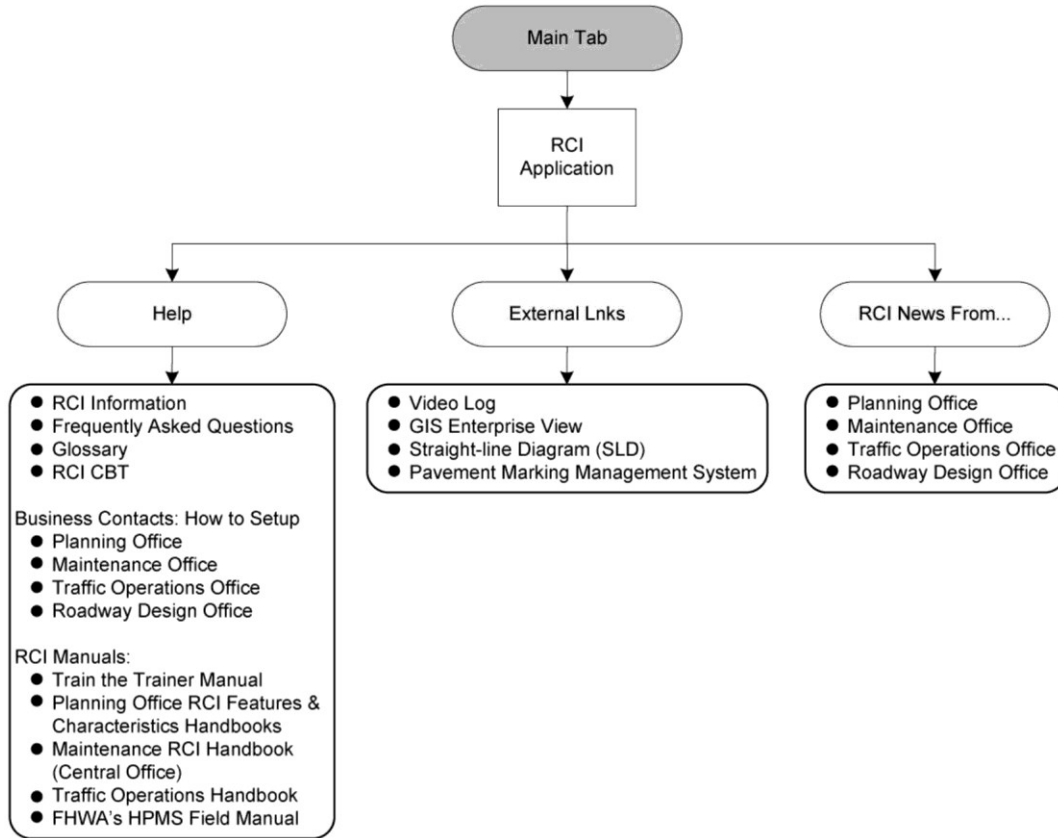 Main Tab
RCI
Application
Help
External Lnks
RCI News From...
● RCI Information
● Frequently Asked Questions
● Glossary
● RCI CBT
Business Contacts: How to Setup
● Planning Office
● Maintenance Office
● Traffic Operations Office
● Roadway Design Office
RCI Manuals:
● Train the Trainer Manual
● Planning Office RCI Features &
Characteristics Handbooks
● Maintenance RCI Handbook
(Central Office)
● Traffic Operations Handbook
● FHWA's HPMS Field Manual
● Video Log
● GIS Enterprise View
● Straight-line Diagram (SLD)
● Pavement Marking Management System
● Planning Office
● Maintenance Office
● Traffic Operations Office
● Roadway Design Office